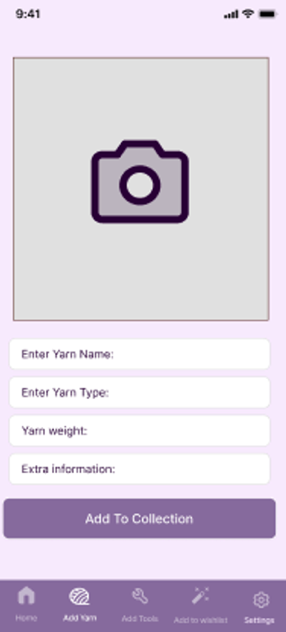 9:41
Enter Yarn Name:
Enter Yarn Type:
Yarn weight:
Extra information:
Add To Collection
Home
Add Yarn
Add Tools
Add to wishlist
Settings